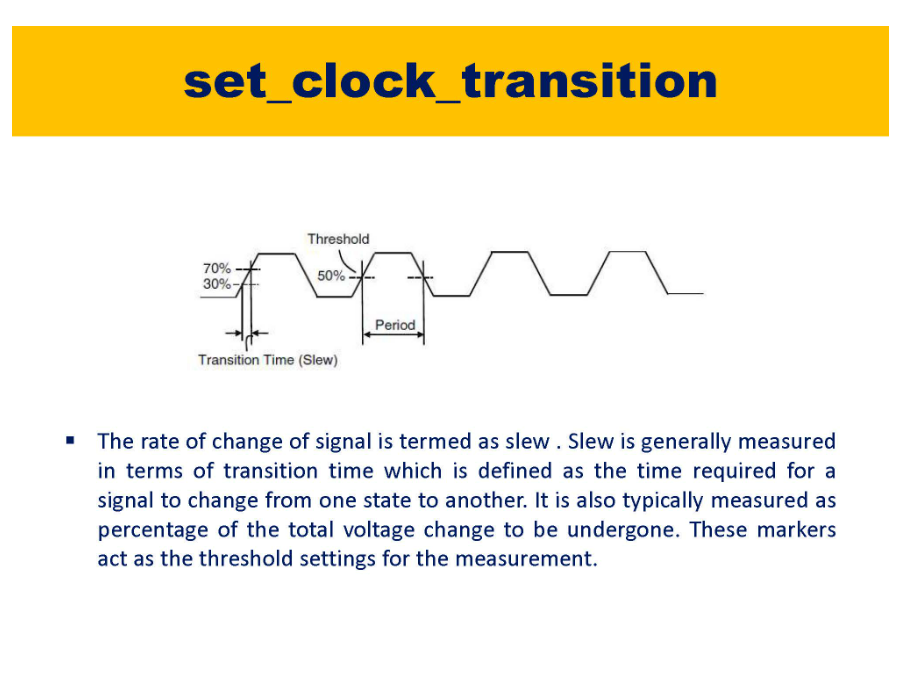 set_clock_transition
Threshold
70%
30%
50%
Period
Transition Time (Slew)
▪ The rate of change of signal is termed as slew . Slew is generally measured
in terms of transition time which is defined as the time required for a
signal to change from one state to another. It is also typically measured as
percentage of the total voltage change to be undergone. These markers
act as the threshold settings for the measurement.